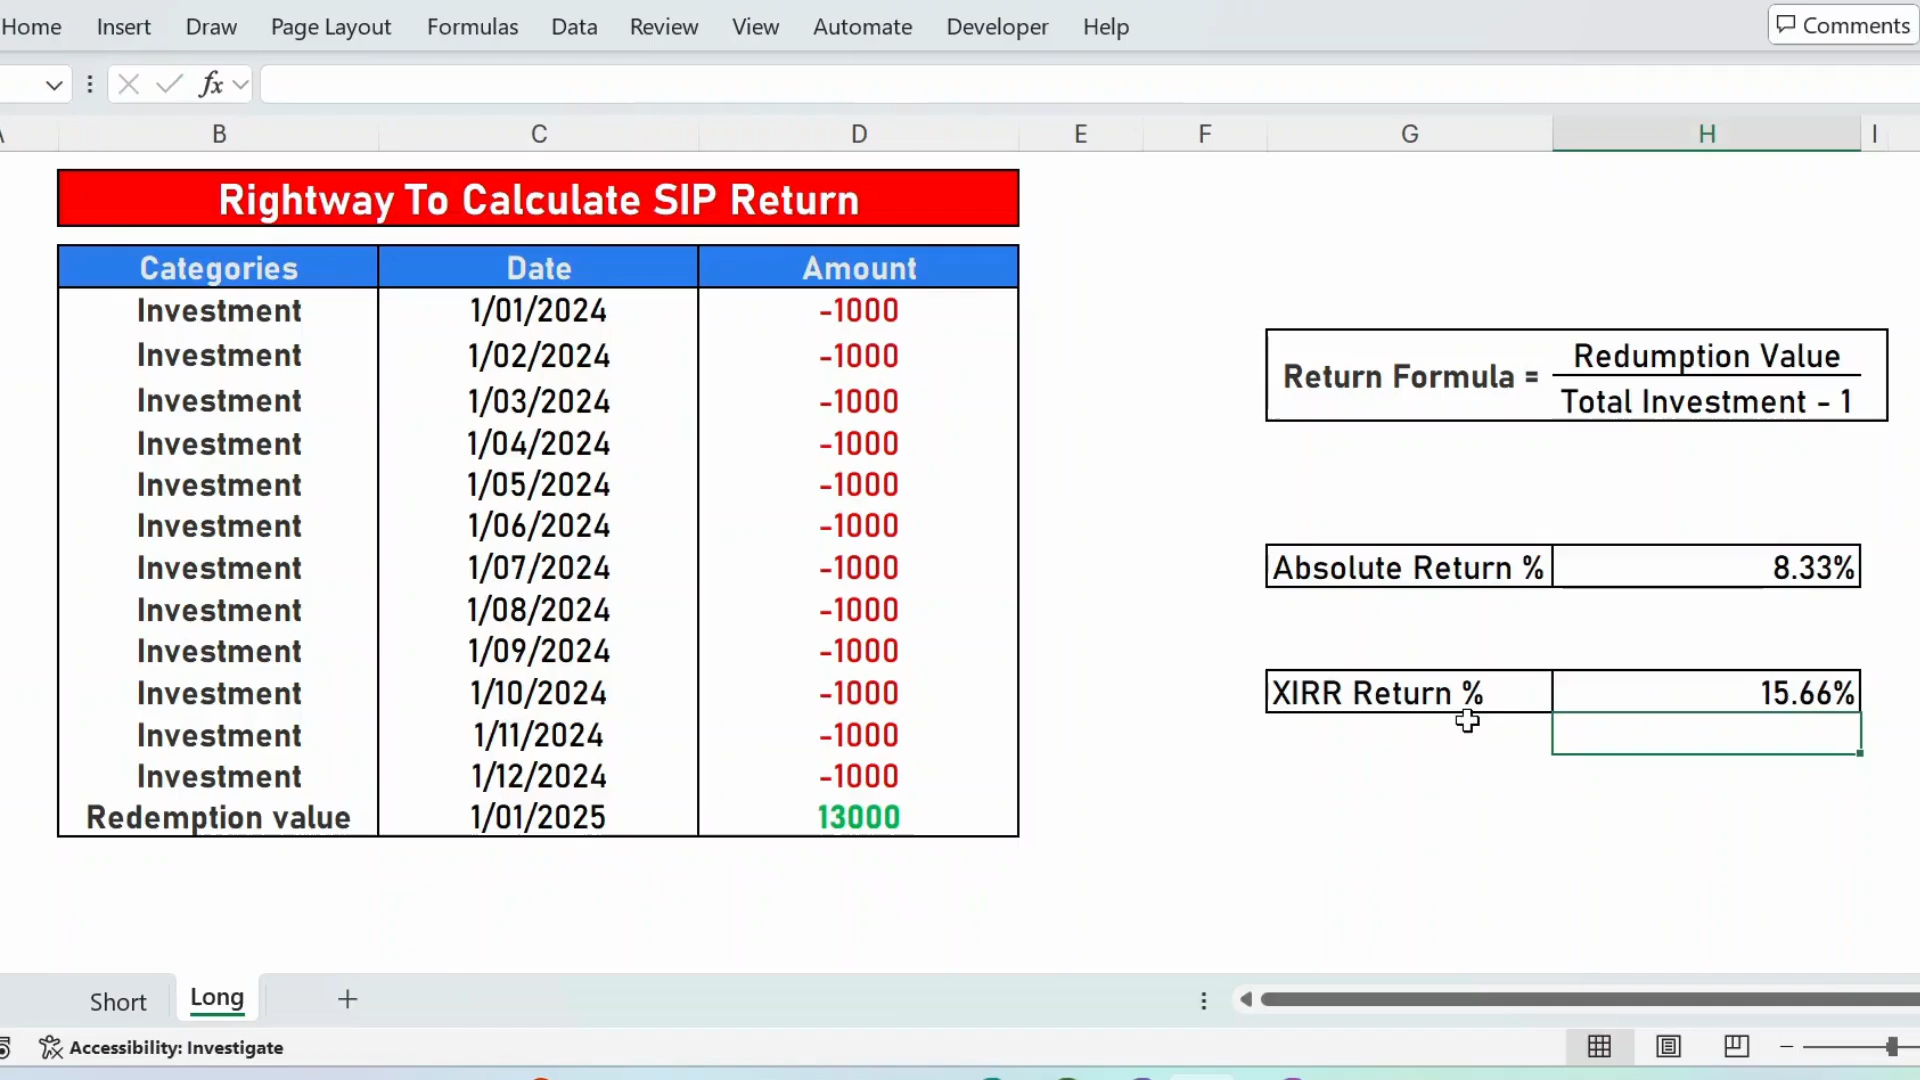 Home Insert Draw Page Layout Formulas Data Review View Automate Developer Help Comments
fx
B C D E F G H I
Rightway To Calculate SIP Return
Categories Date Amount
Investment 1/01/2024 -1000
Investment 1/02/2024 -1000
Investment 1/03/2024 -1000
Investment 1/04/2024 -1000
Investment 1/05/2024 -1000
Investment 1/06/2024 -1000
Investment 1/07/2024 -1000
Investment 1/08/2024 -1000
Investment 1/09/2024 -1000
Investment 1/10/2024 -1000
Investment 1/11/2024 -1000
Investment 1/12/2024 -1000
Redemption value 1/01/2025 13000
Return Formula = Redumption Value
Total Investment - 1
Absolute Return % 8.33%
XIRR Return % 15.66%
Short Long
Accessibility: Investigate